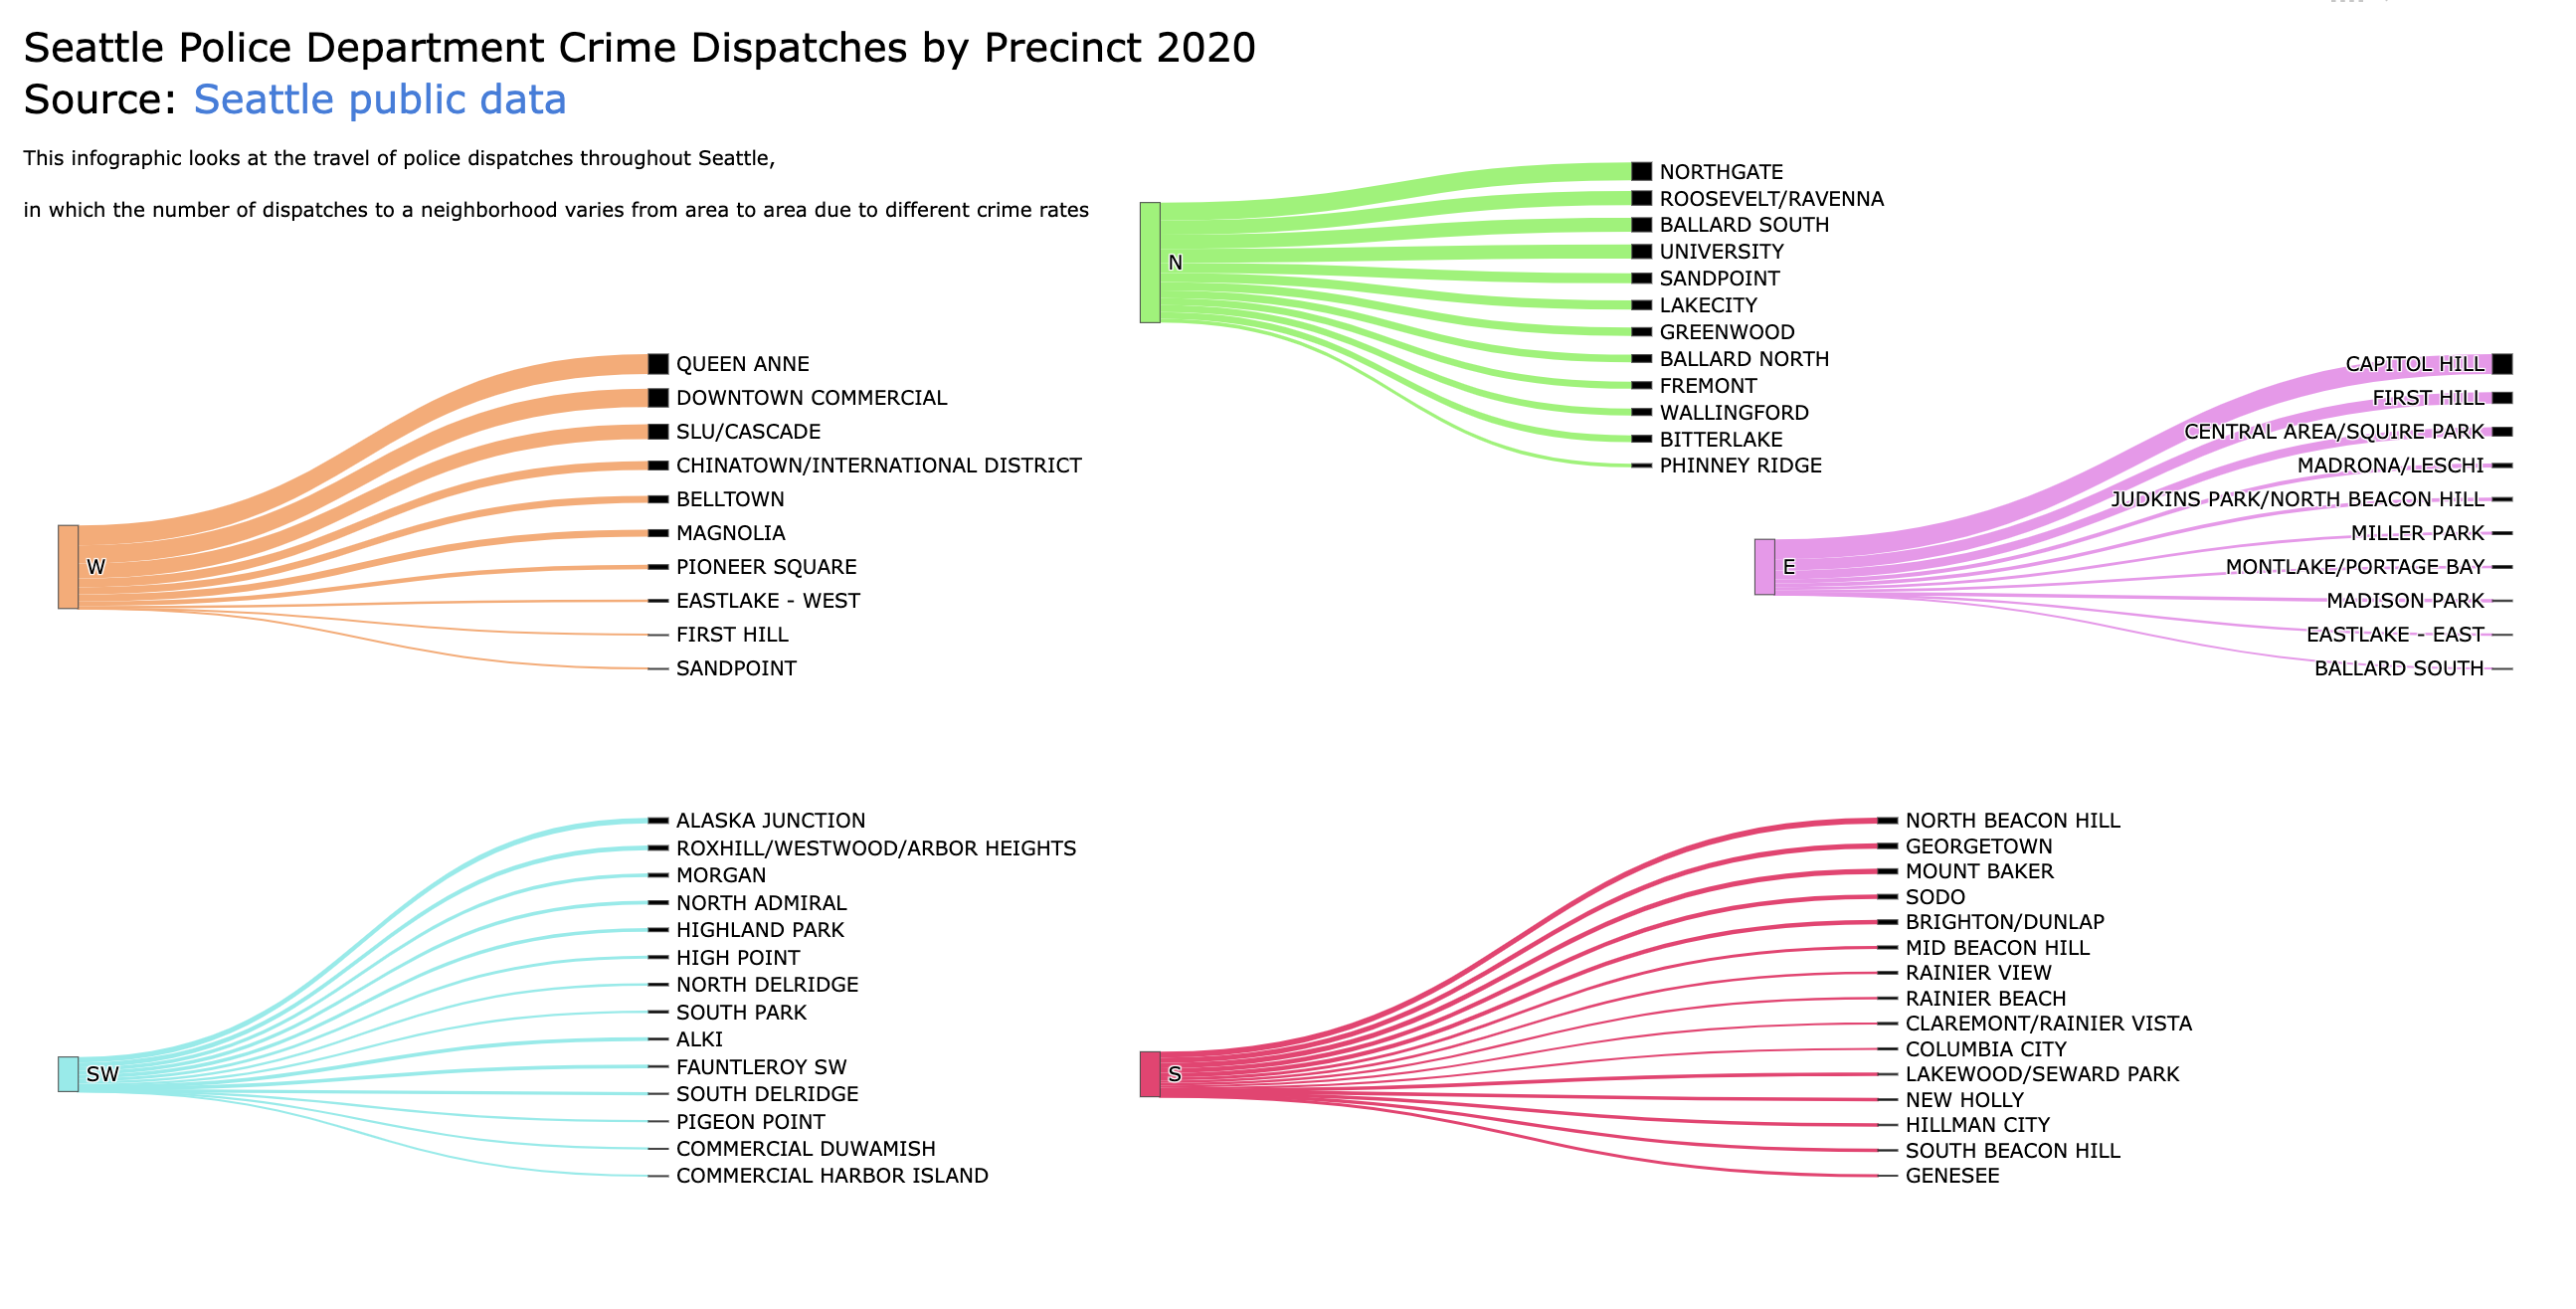 Seattle Police Department Crime Dispatches by Precinct 2020
Source: Seattle public data
This infographic looks at the travel of police dispatches throughout Seattle,
in which the number of dispatches to a neighborhood varies from area to area due to different crime rates
N
NORTHGATE
ROOSEVELT/RAVENNA
BALLARD SOUTH
UNIVERSITY
SANDPOINT
LAKECITY
GREENWOOD
BALLARD NORTH
FREMONT
WALLINGFORD
BITTERLAKE
PHINNEY RIDGE
W
QUEEN ANNE
DOWNTOWN COMMERCIAL
SLU/CASCADE
CHINATOWN/INTERNATIONAL DISTRICT
BELLTOWN
MAGNOLIA
PIONEER SQUARE
EASTLAKE - WEST
FIRST HILL
SANDPOINT
E
CAPITOL HILL
FIRST HILL
CENTRAL AREA/SQUIRE PARK
MADRONA/LESCHI
JUDKINS PARK/NORTH BEACON HILL
MILLER PARK
MONTLAKE/PORTAGE BAY
MADISON PARK
EASTLAKE - EAST
BALLARD SOUTH
SW
ALASKA JUNCTION
ROXHILL/WESTWOOD/ARBOR HEIGHTS
MORGAN
NORTH ADMIRAL
HIGHLAND PARK
HIGH POINT
NORTH DELRIDGE
SOUTH PARK
ALKI
FAUNTLEROY SW
SOUTH DELRIDGE
PIGEON POINT
COMMERCIAL DUWAMISH
COMMERCIAL HARBOR ISLAND
S
NORTH BEACON HILL
GEORGETOWN
MOUNT BAKER
SODO
BRIGHTON/DUNLAP
MID BEACON HILL
RAINIER VIEW
RAINIER BEACH
CLAREMONT/RAINIER VISTA
COLUMBIA CITY
LAKEWOOD/SEWARD PARK
NEW HOLLY
HILLMAN CITY
SOUTH BEACON HILL
GENESEE